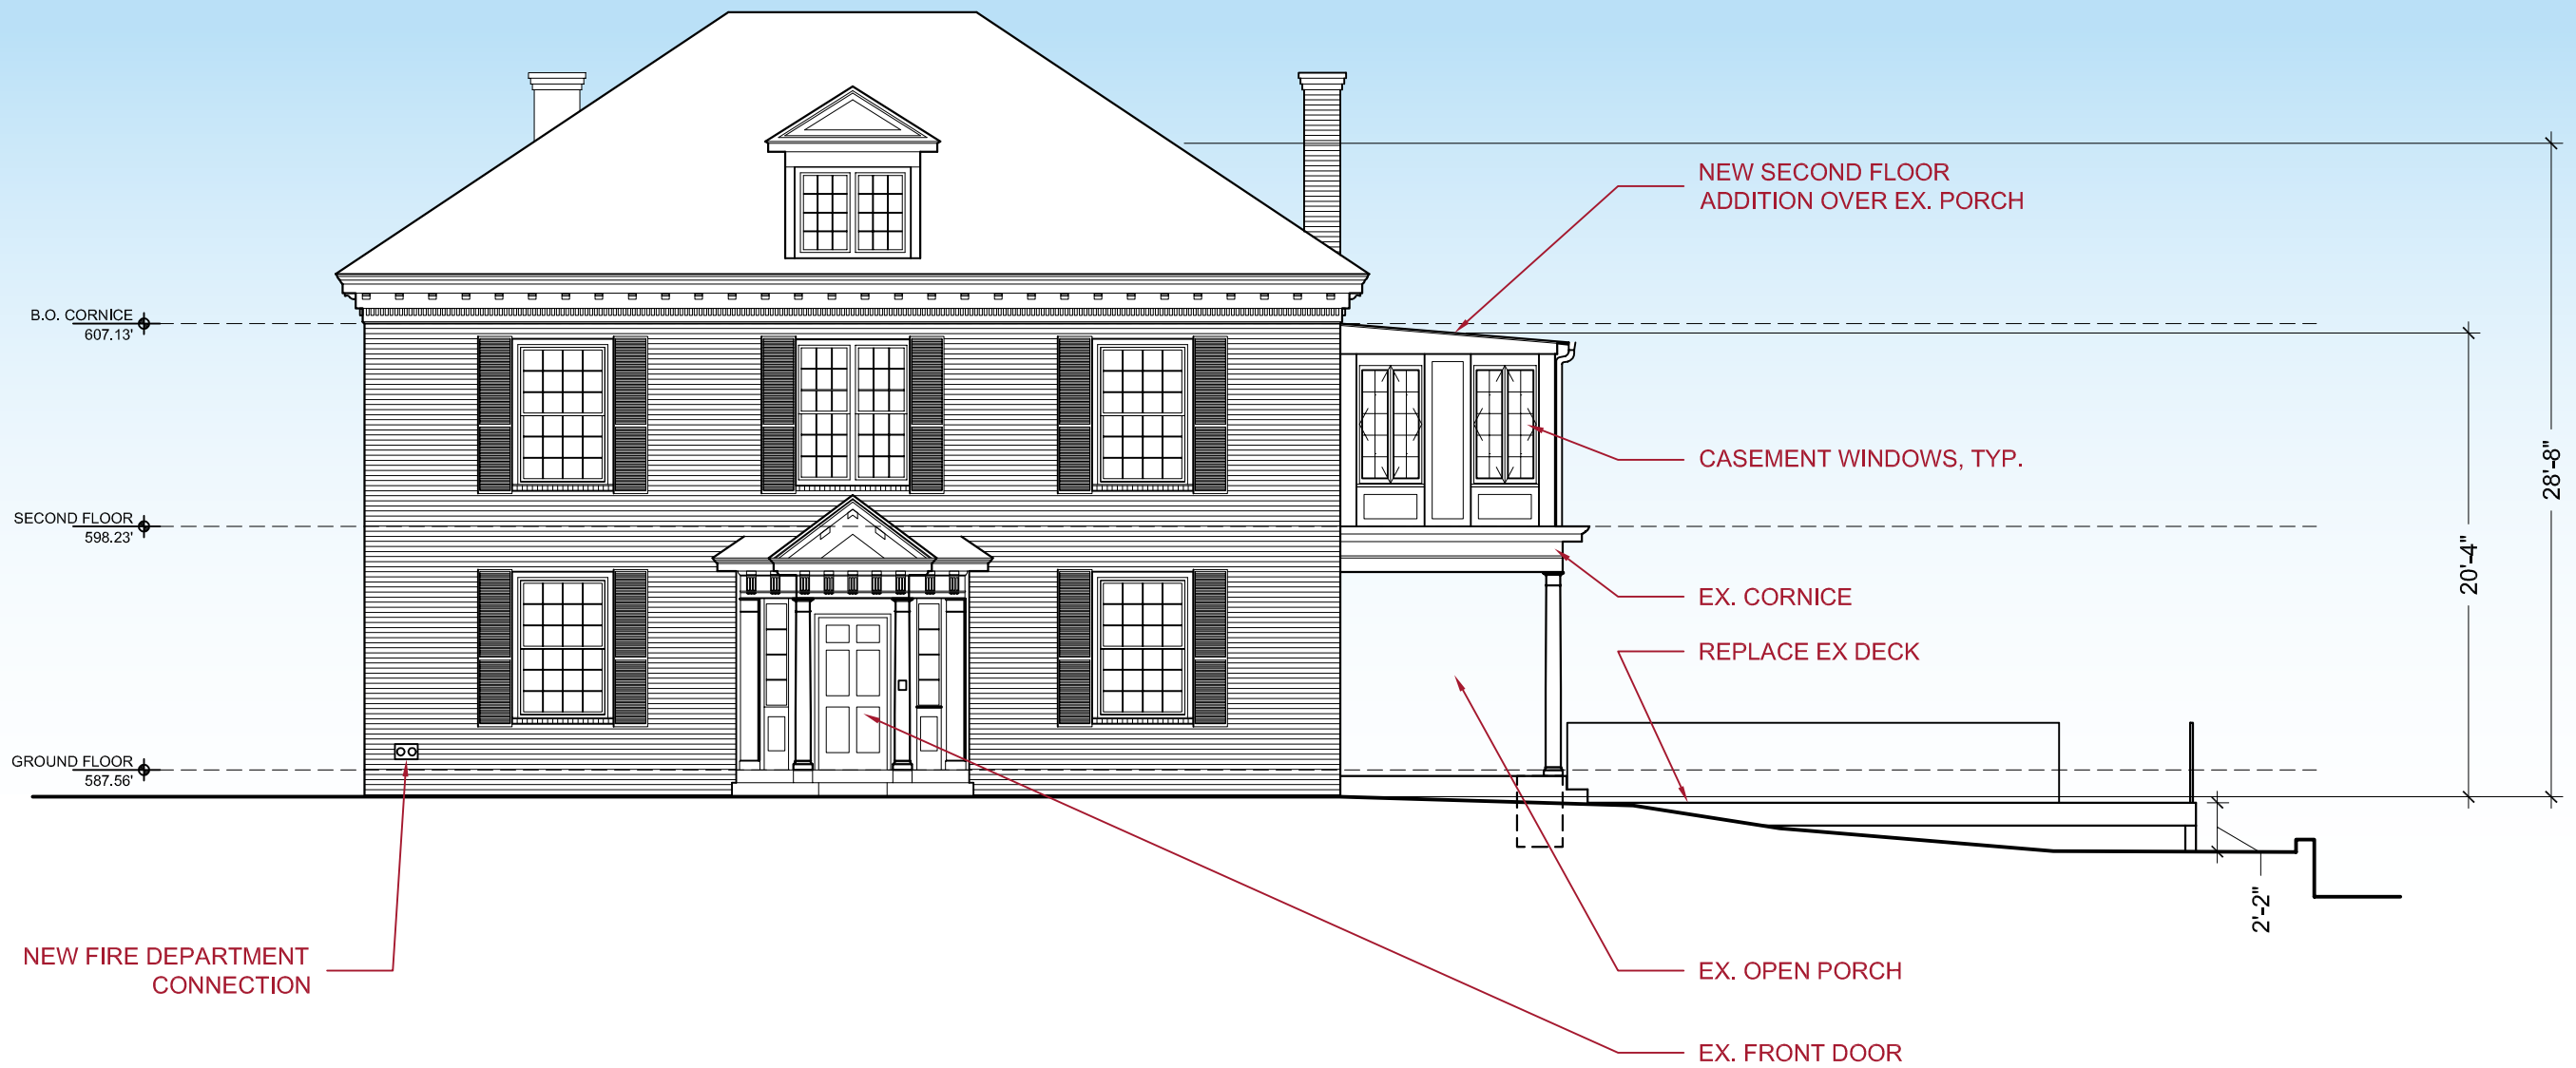 NEW SECOND FLOOR
ADDITION OVER EX. PORCH
B.O. CORNICE
607.13'
CASEMENT WINDOWS, TYP.
28'-8"
SECOND FLOOR
598.23'
20'-4"
EX. CORNICE
REPLACE EX DECK
GROUND FLOOR
587.56'
2'-2"
NEW FIRE DEPARTMENT
CONNECTION
EX. OPEN PORCH
EX. FRONT DOOR